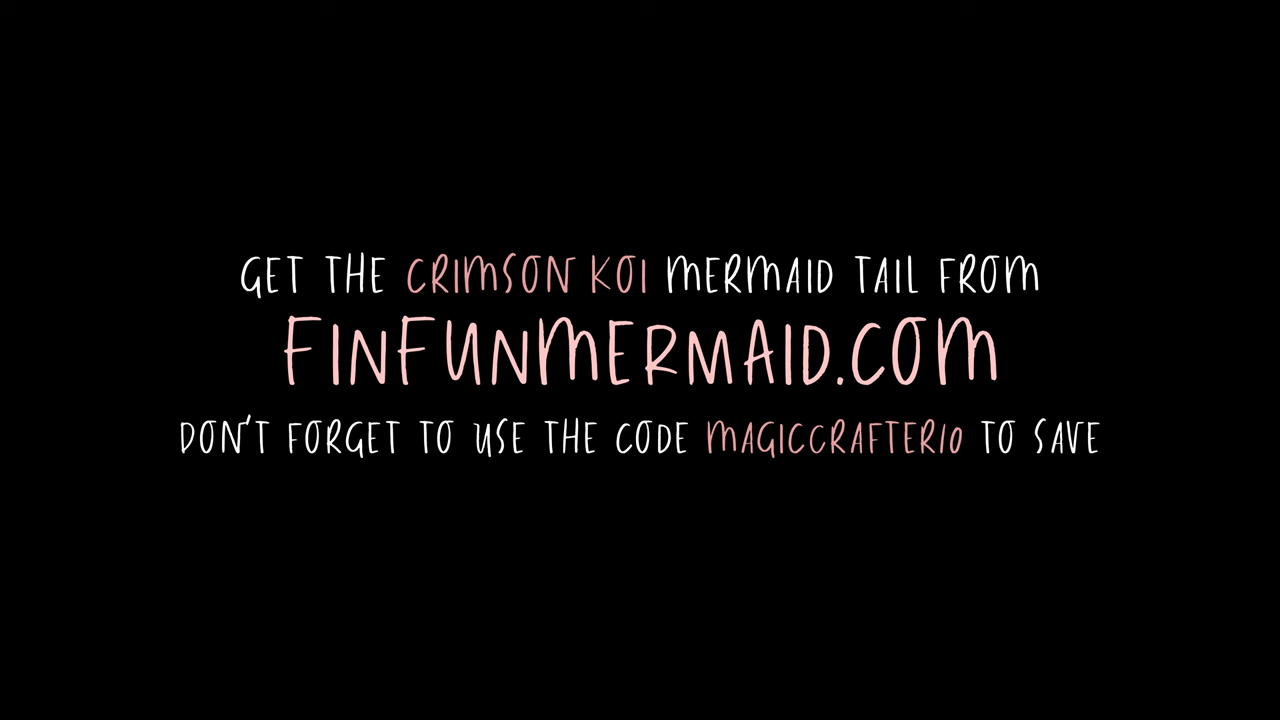 GET THE CRIMSON KOI MERMAID TAIL FROM
FINFUNMERMAID.COM
DON'T FORGET TO USE THE CODE MAGICCRAFTER10 TO SAVE